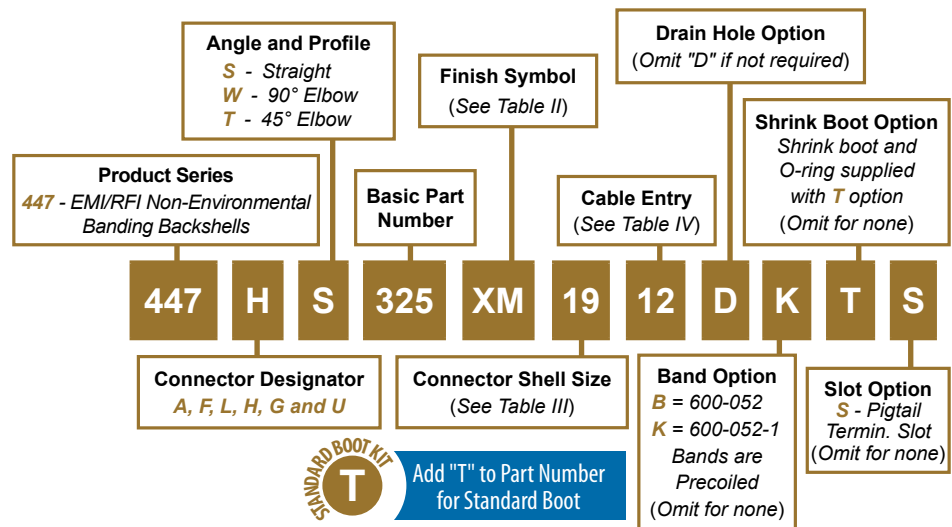 Angle and Profile
S - Straight
W - 90° Elbow
T - 45° Elbow
Finish Symbol
(See Table II)
Drain Hole Option
(Omit "D" if not required)
Product Series
447 - EMI/RFI Non-Environmental
Banding Backshells
Basic Part
Number
Cable Entry
(See Table IV)
Shrink Boot Option
Shrink boot and
O-ring supplied
with T option
(Omit for none)
447 H S 325 XM 19 12 D K T S
Connector Designator
A, F, L, H, G and U
Connector Shell Size
(See Table III)
Band Option
B = 600-052
K = 600-052-1
Bands are
Precoiled
(Omit for none)
Slot Option
S - Pigtail
Termin. Slot
(Omit for none)
STANDARD BOOT KIT
T
Add "T" to Part Number
for Standard Boot